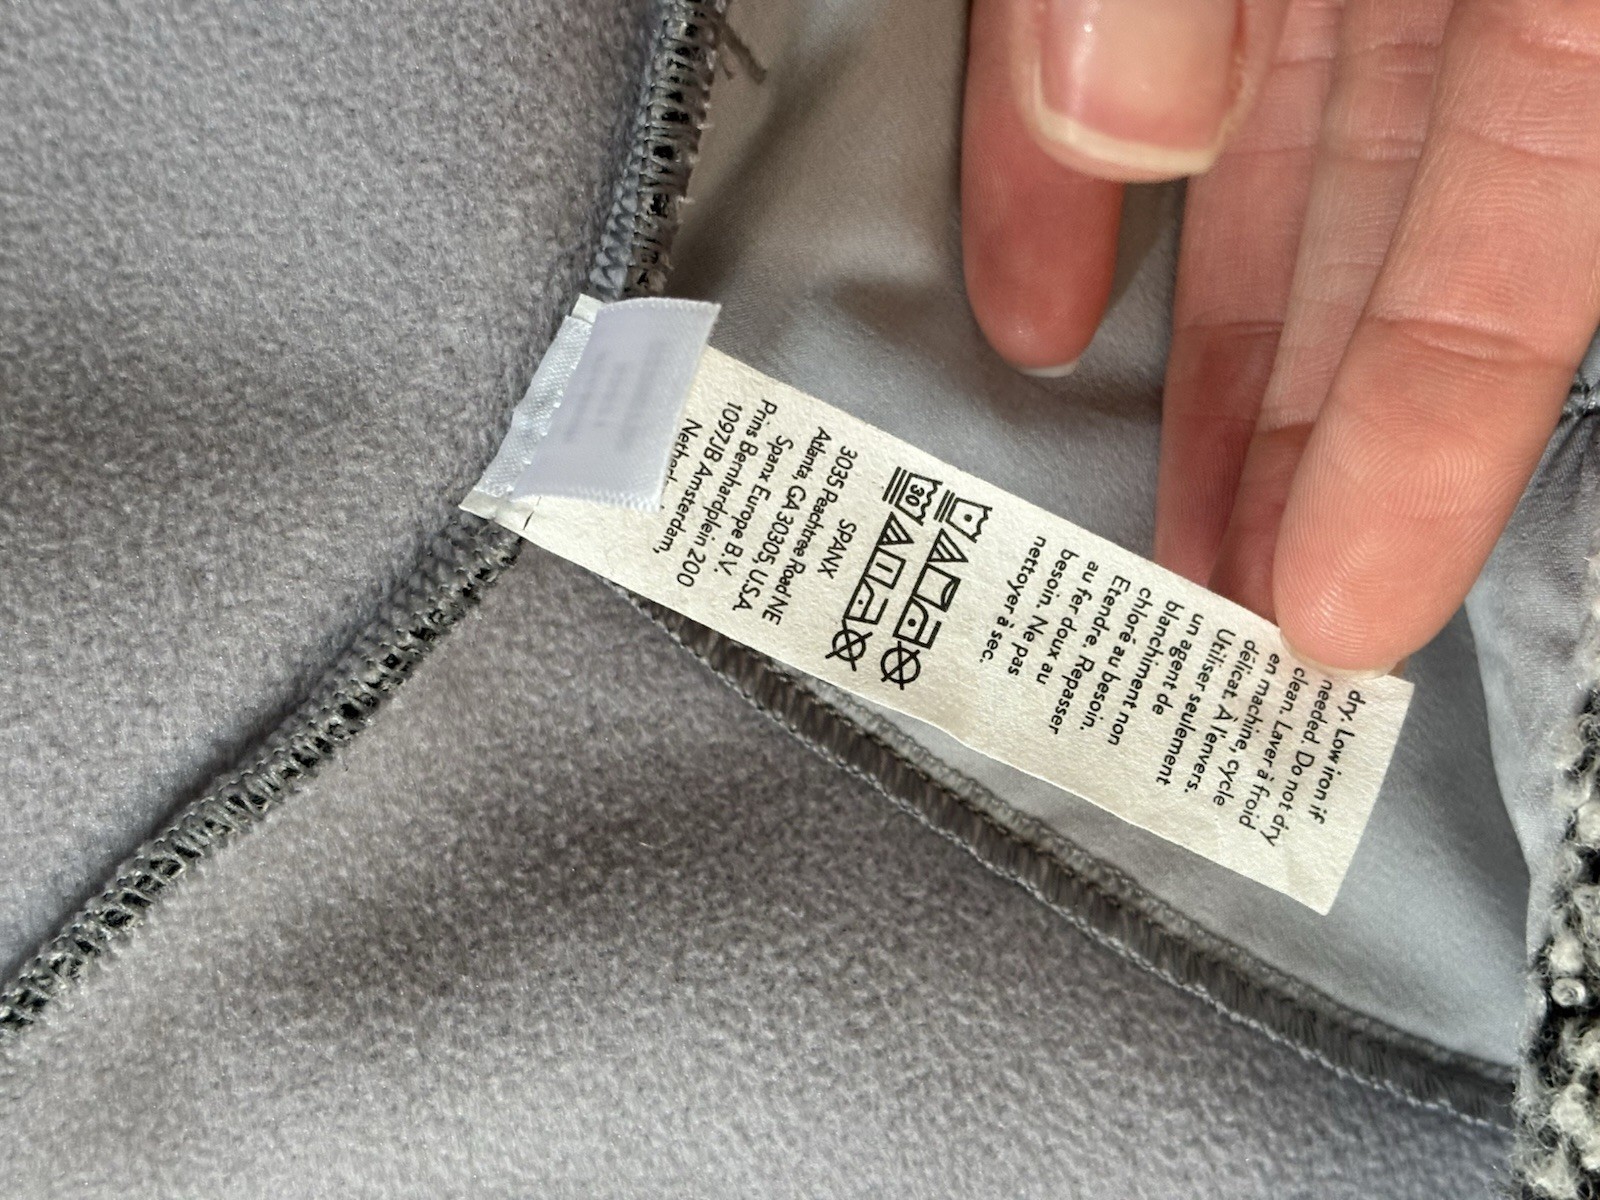 dry. Low iron if
needed. Do not dry
clean. Laver à froid
en machine, cycle
délicat. À l'envers.
Utiliser seulement
un agent de
blanchiment non
chloré au besoin.
Etendre. Repasser
au fer doux au
besoin. Ne pas
nettoyer à sec.
30
SPANX
3035 Peachtree Road NE
Atlanta, GA 30305, U.S.A.
Spanx Europe B.V.
Prins Bernhardplein 200
1097JB Amsterdam,